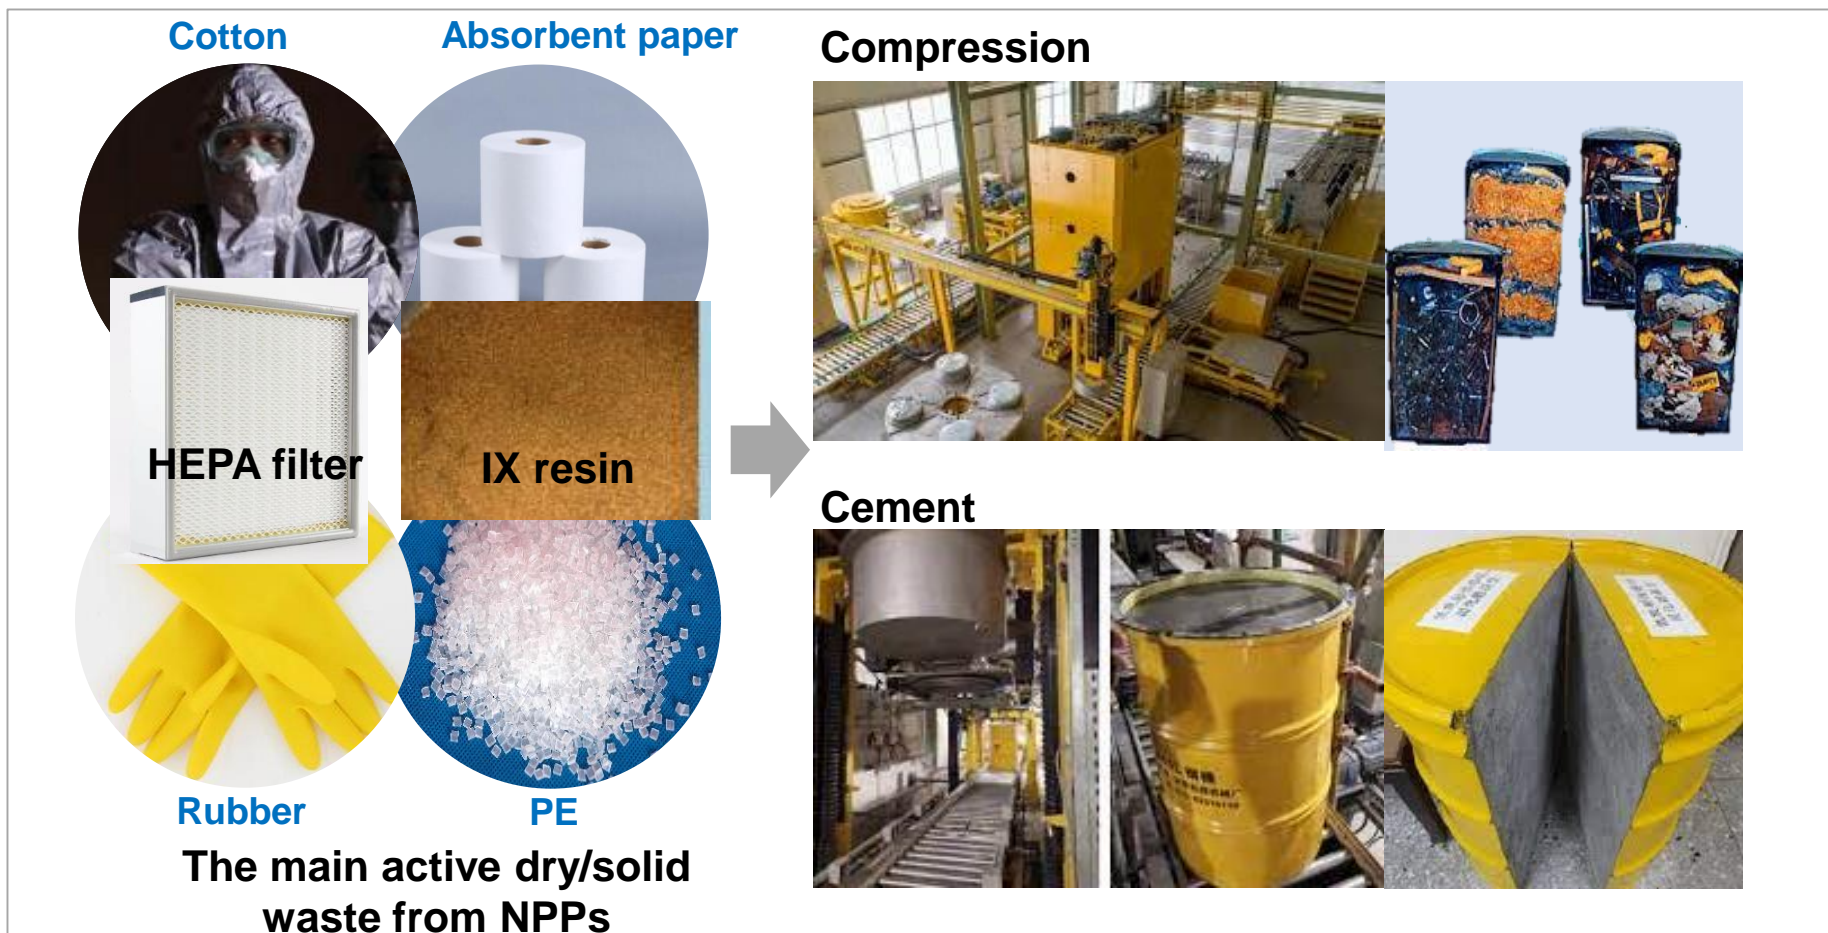 Cotton
Absorbent paper
HEPA filter
IX resin
Rubber
PE
The main active dry/solid
waste from NPPs
Compression
Cement